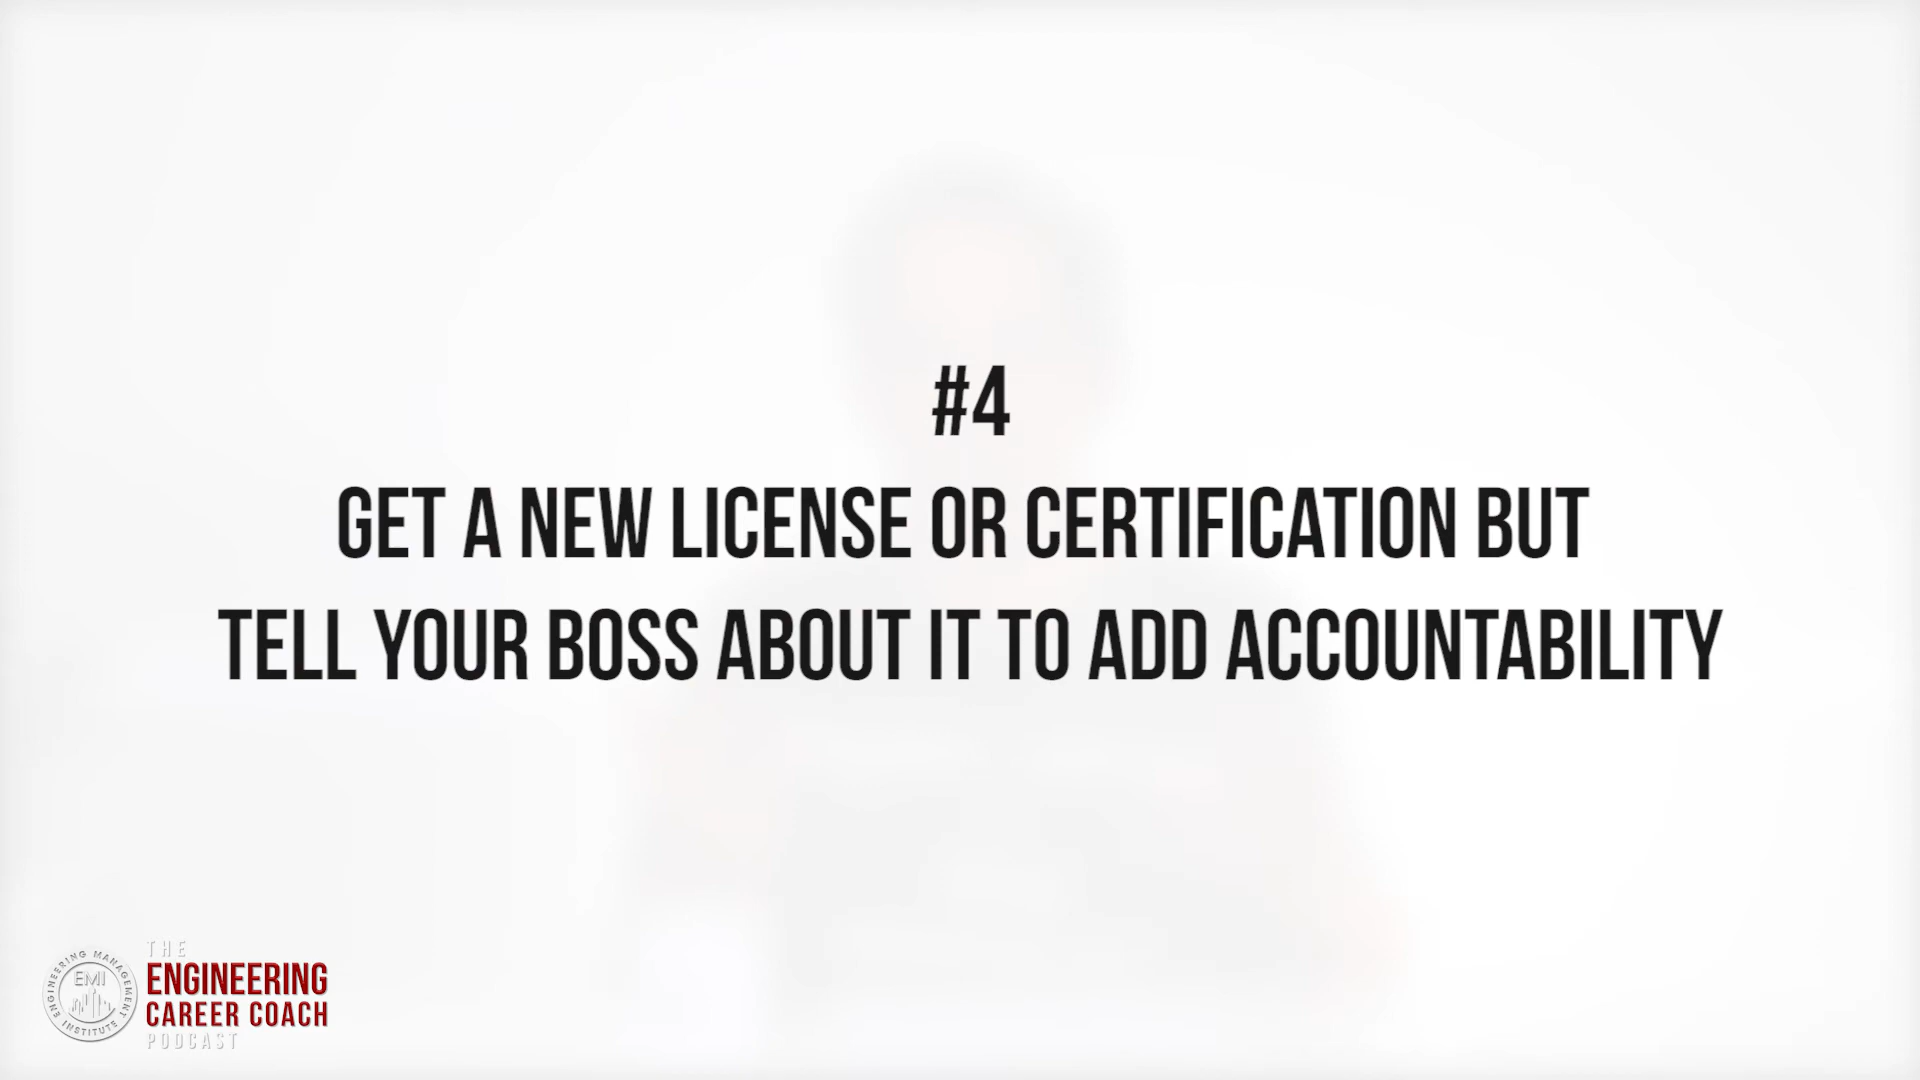 #4
GET A NEW LICENSE OR CERTIFICATION BUT
TELL YOUR BOSS ABOUT IT TO ADD ACCOUNTABILITY
ENGINEERING MANAGEMENT
EMI
INSTITUTE
THE
ENGINEERING
CAREER COACH
PODCAST